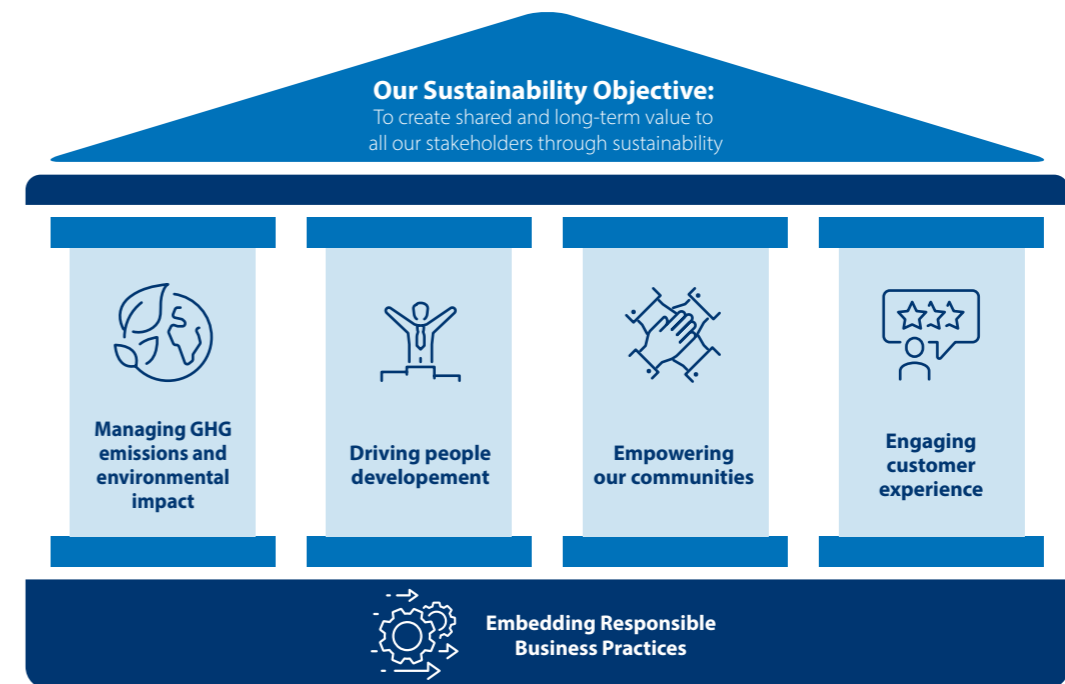 Our Sustainability Objective:
To create shared and long-term value to
all our stakeholders through sustainability
Managing GHG
emissions and
environmental
impact
Driving people
developement
Empowering
our communities
Engaging
customer
experience
Embedding Responsible
Business Practices